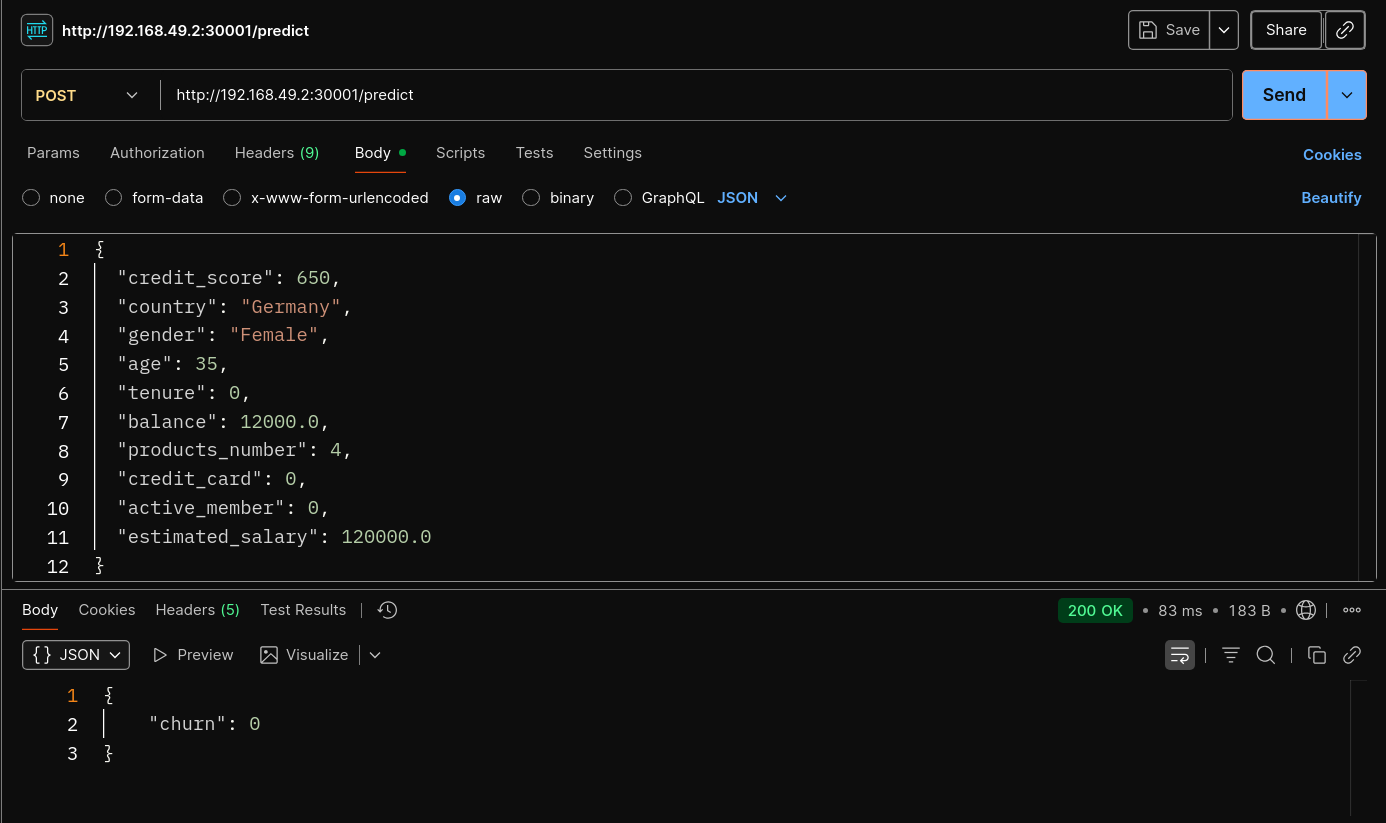 HTTP http://192.168.49.2:30001/predict Save Share
POST http://192.168.49.2:30001/predict Send
Params Authorization Headers (9) Body Scripts Tests Settings Cookies
none form-data x-www-form-urlencoded raw binary GraphQL JSON Beautify
1 {
2 "credit_score": 650,
3 "country": "Germany",
4 "gender": "Female",
5 "age": 35,
6 "tenure": 0,
7 "balance": 12000.0,
8 "products_number": 4,
9 "credit_card": 0,
10 "active_member": 0,
11 "estimated_salary": 120000.0
12 }
Body Cookies Headers (5) Test Results 200 OK • 83 ms • 183 B •
{} JSON Preview Visualize
1 {
2 "churn": 0
3 }